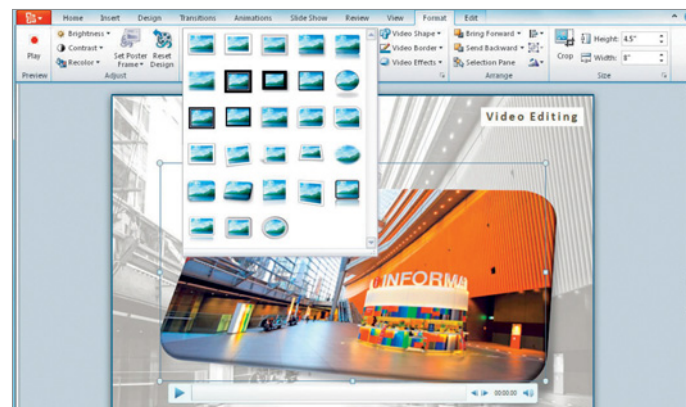 Home Insert Design Transitions Animations Slide Show Review View Format Edit
Play
Preview
Brightness
Contrast
Recolor
Set Poster Frame
Reset Design
Adjust
Video Shape
Video Border
Video Effects
Bring Forward
Send Backward
Selection Pane
Arrange
Crop
Height: 4.5"
Width: 8"
Size
Video Editing
INFORMA
00:00.00